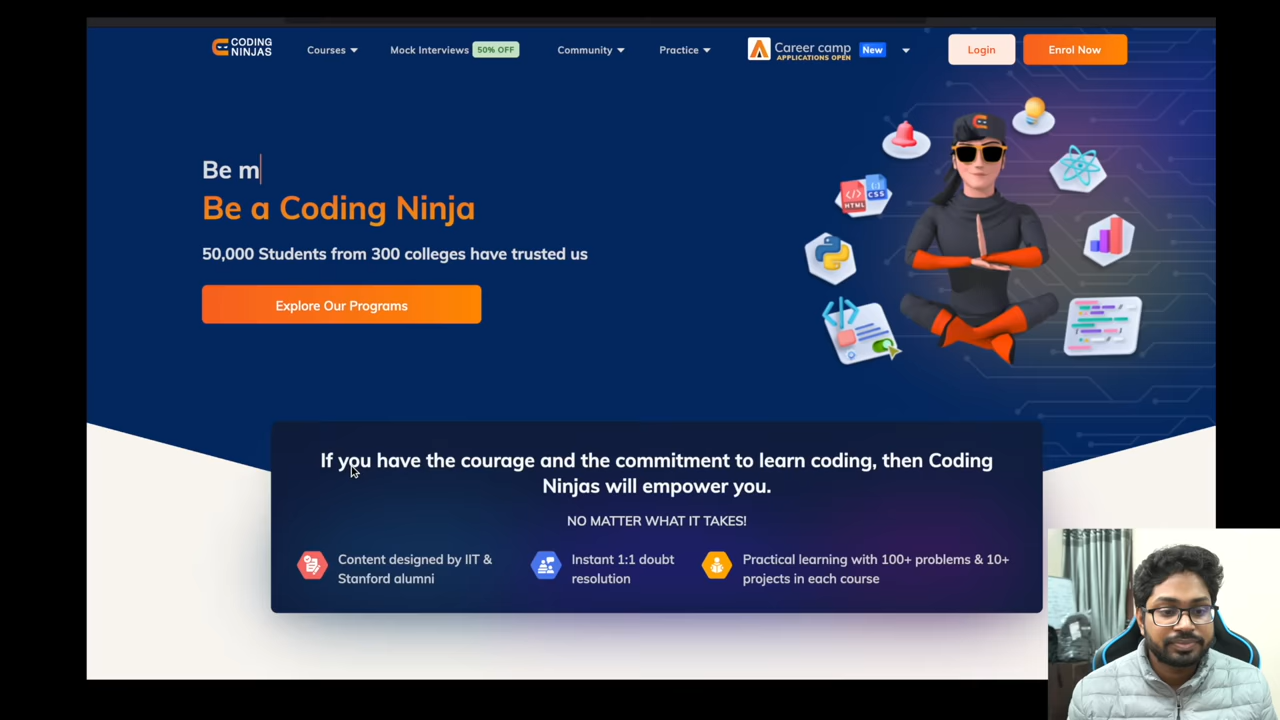 CODING
NINJAS
Courses
Mock Interviews
50% OFF
Community
Practice
Career camp
APPLICATIONS OPEN
New
Login
Enrol Now
Be m
Be a Coding Ninja
50,000 Students from 300 colleges have trusted us
Explore Our Programs
HTML
CSS
If you have the courage and the commitment to learn coding, then Coding
Ninjas will empower you.
NO MATTER WHAT IT TAKES!
Content designed by IIT &
Stanford alumni
Instant 1:1 doubt
resolution
Practical learning with 100+ problems & 10+
projects in each course